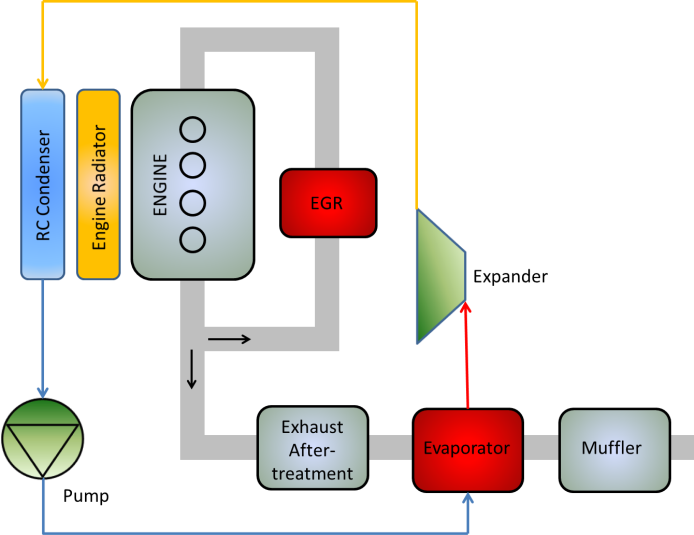 RC Condenser
Engine Radiator
ENGINE
EGR
Expander
Exhaust
After-
treatment
Evaporator
Muffler
Pump